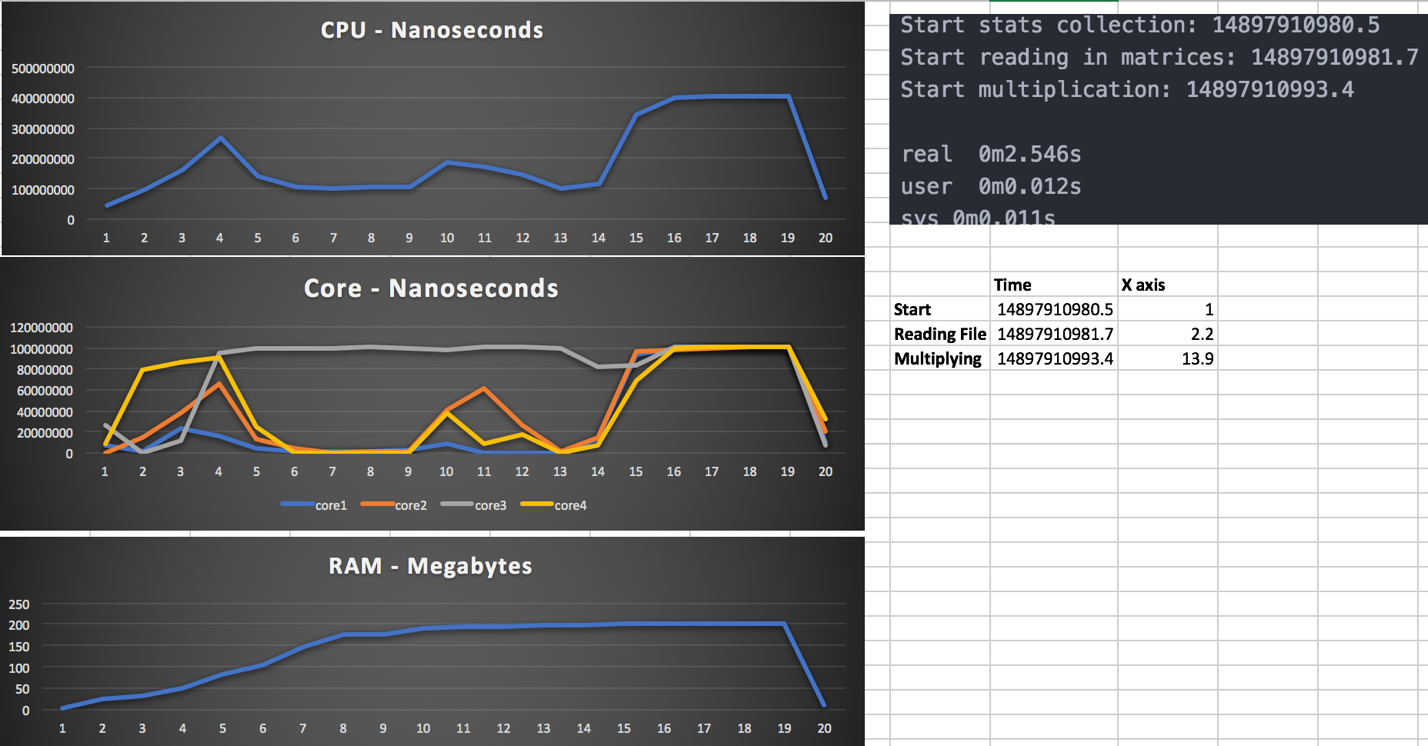 CPU - Nanoseconds
500000000
400000000
300000000
200000000
100000000
0
1 2 3 4 5 6 7 8 9 10 11 12 13 14 15 16 17 18 19 20
Core - Nanoseconds
120000000
100000000
80000000
60000000
40000000
20000000
0
1 2 3 4 5 6 7 8 9 10 11 12 13 14 15 16 17 18 19 20
core1 core2 core3 core4
RAM - Megabytes
250
200
150
100
50
0
1 2 3 4 5 6 7 8 9 10 11 12 13 14 15 16 17 18 19 20
Start stats collection: 14897910980.5
Start reading in matrices: 14897910981.7
Start multiplication: 14897910993.4
real 0m2.546s
user 0m0.012s
sys 0m0.011s
Time X axis
Start 14897910980.5 1
Reading File 14897910981.7 2.2
Multiplying 14897910993.4 13.9